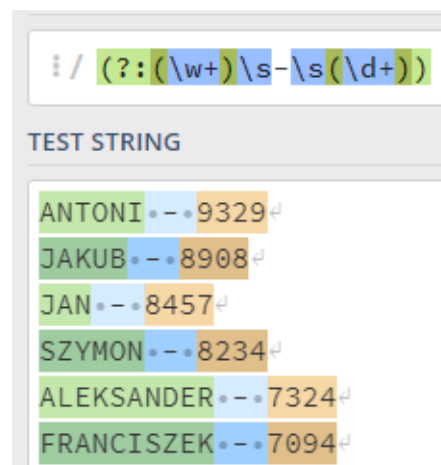 / (?:(\w+)\s-\s(\d+))
TEST STRING
ANTONI - 9329
JAKUB - 8908
JAN - 8457
SZYMON - 8234
ALEKSANDER - 7324
FRANCISZEK - 7094